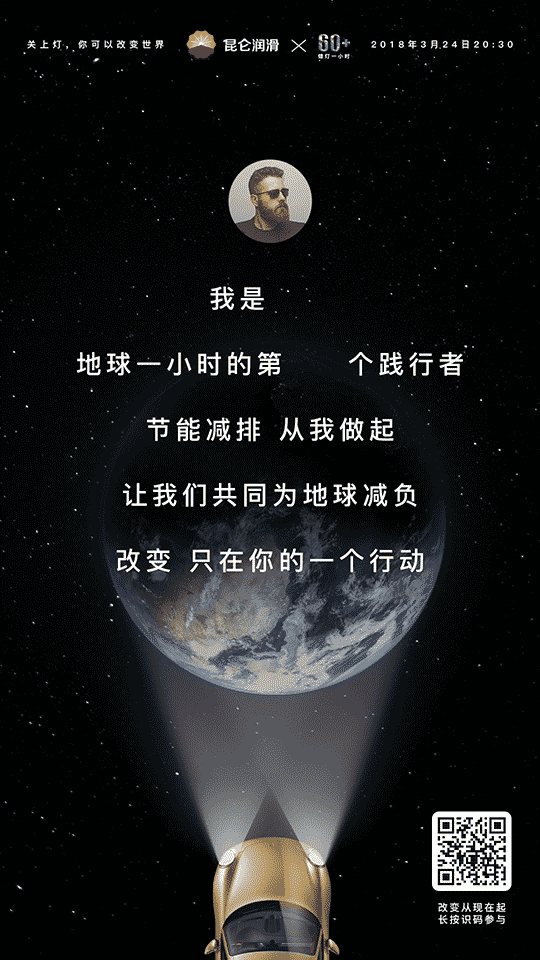 关上灯，你可以改变世界
昆仑润滑
60+
熄灯一小时
2018年3月24日20:30
我是
地球一小时的第 个践行者
节能减排 从我做起
让我们共同为地球减负
改变 只在你的一个行动
改变从现在起
长按识码参与